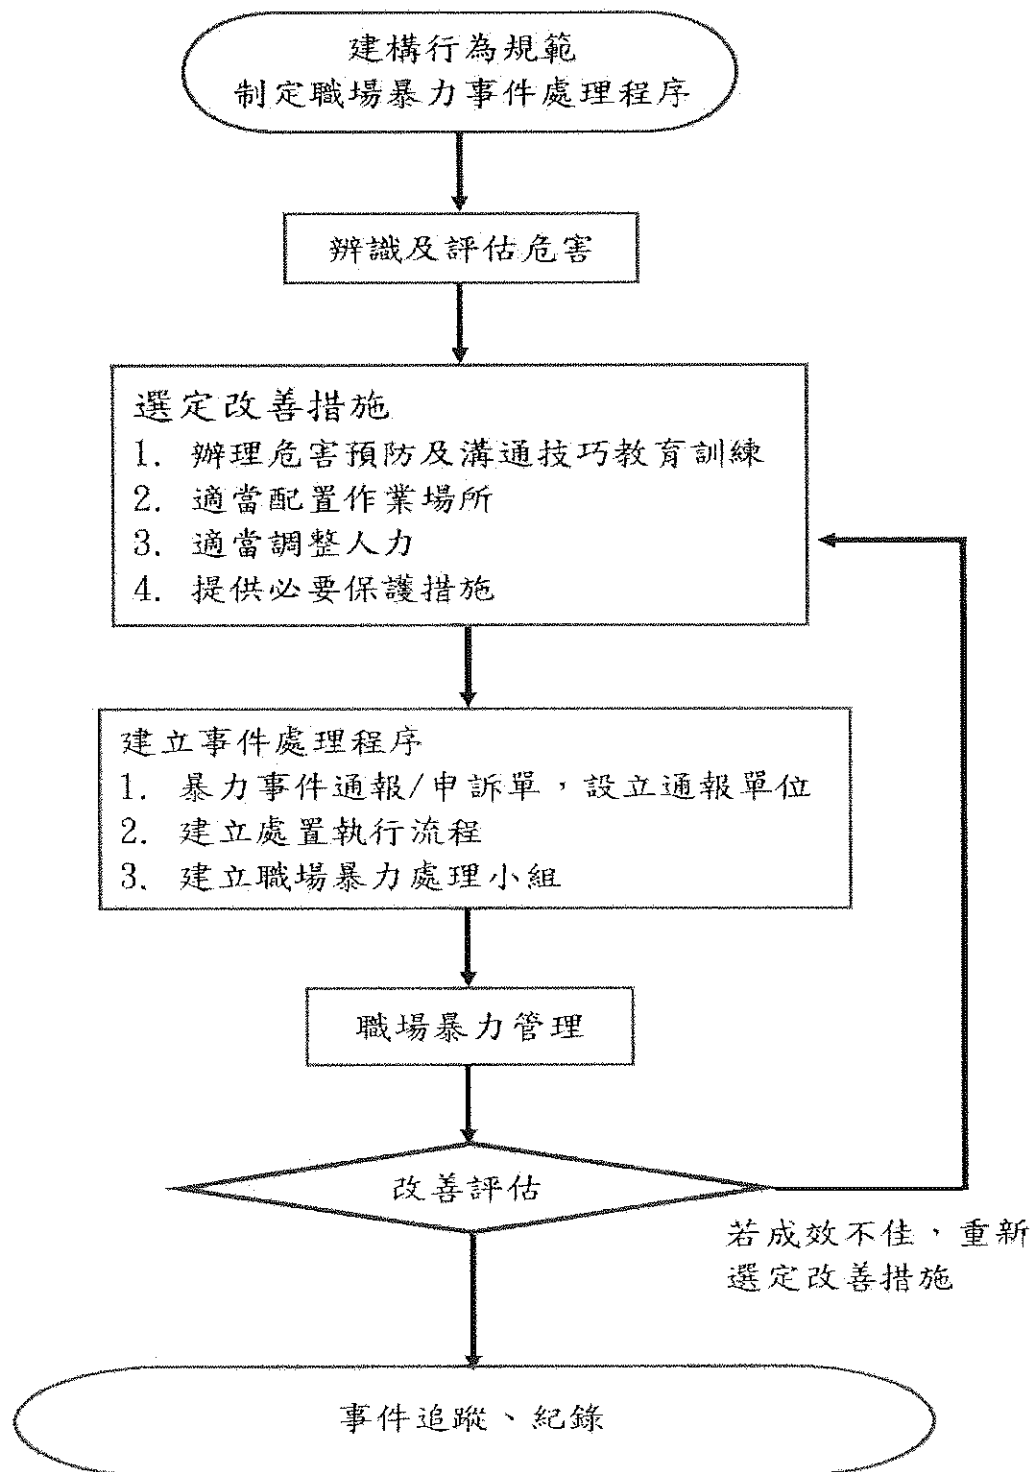 建構行為規範
制定職場暴力事件處理程序
辨識及評估危害
選定改善措施
1. 辦理危害預防及溝通技巧教育訓練
2. 適當配置作業場所
3. 適當調整人力
4. 提供必要保護措施
建立事件處理程序
1. 暴力事件通報/申訴單，設立通報單位
2. 建立處置執行流程
3. 建立職場暴力處理小組
職場暴力管理
改善評估
若成效不佳，重新
選定改善措施
事件追蹤、紀錄